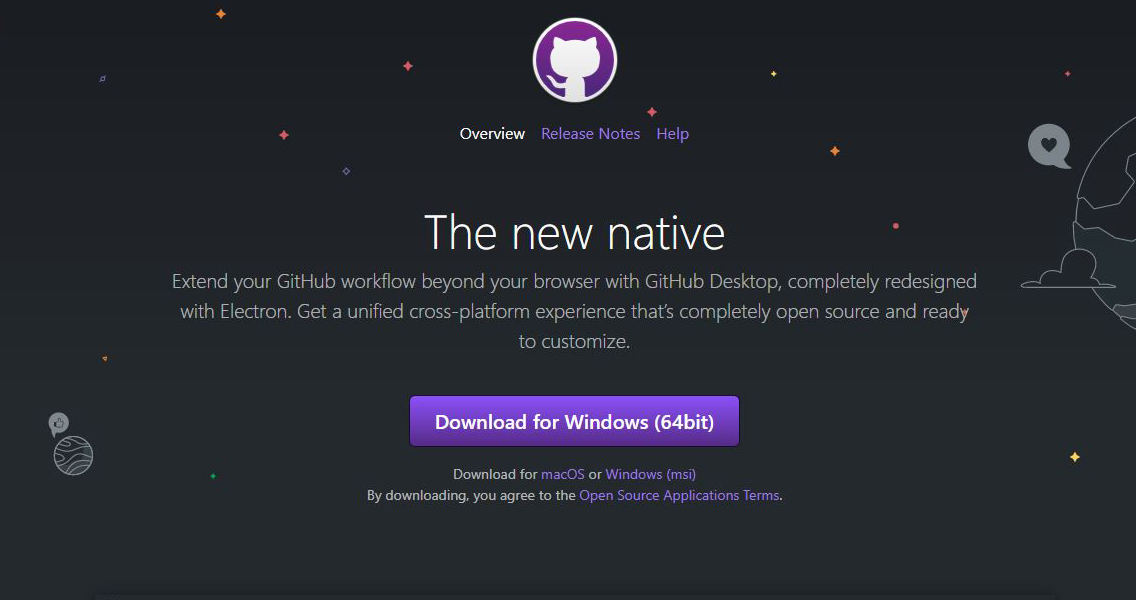 Overview Release Notes Help
The new native
Extend your GitHub workflow beyond your browser with GitHub Desktop, completely redesigned
with Electron. Get a unified cross-platform experience that's completely open source and ready
to customize.
Download for Windows (64bit)
Download for macOS or Windows (msi)
By downloading, you agree to the Open Source Applications Terms.